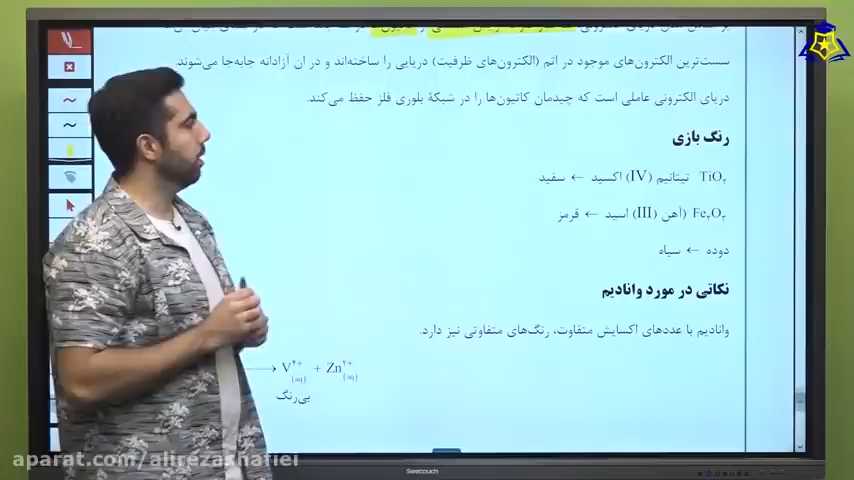 سست‌ترین الکترون‌های موجود در اتم (الکترون‌های ظرفیت) دریایی را ساخته‌اند و در ان آزادانه جابه‌جا می‌شوند.
دریای الکترونی عاملی است که چیدمان کاتیون‌ها را در شبکهٔ بلوری فلز حفظ می‌کند.
رنگ بازی
TiO₂ تیتانیم (IV) اکسید ← سفید
Fe₂O₃ (آهن (III) اسید ← قرمز
دوده ← سیاه
نکاتی در مورد وانادیم
وانادیم با عددهای اکسایش متفاوت، رنگ‌های متفاوتی نیز دارد.
⟶ V⁴⁺(aq) + Zn²⁺(aq)
بی‌رنگ
Seetouch
aparat.com/alirezashafiei